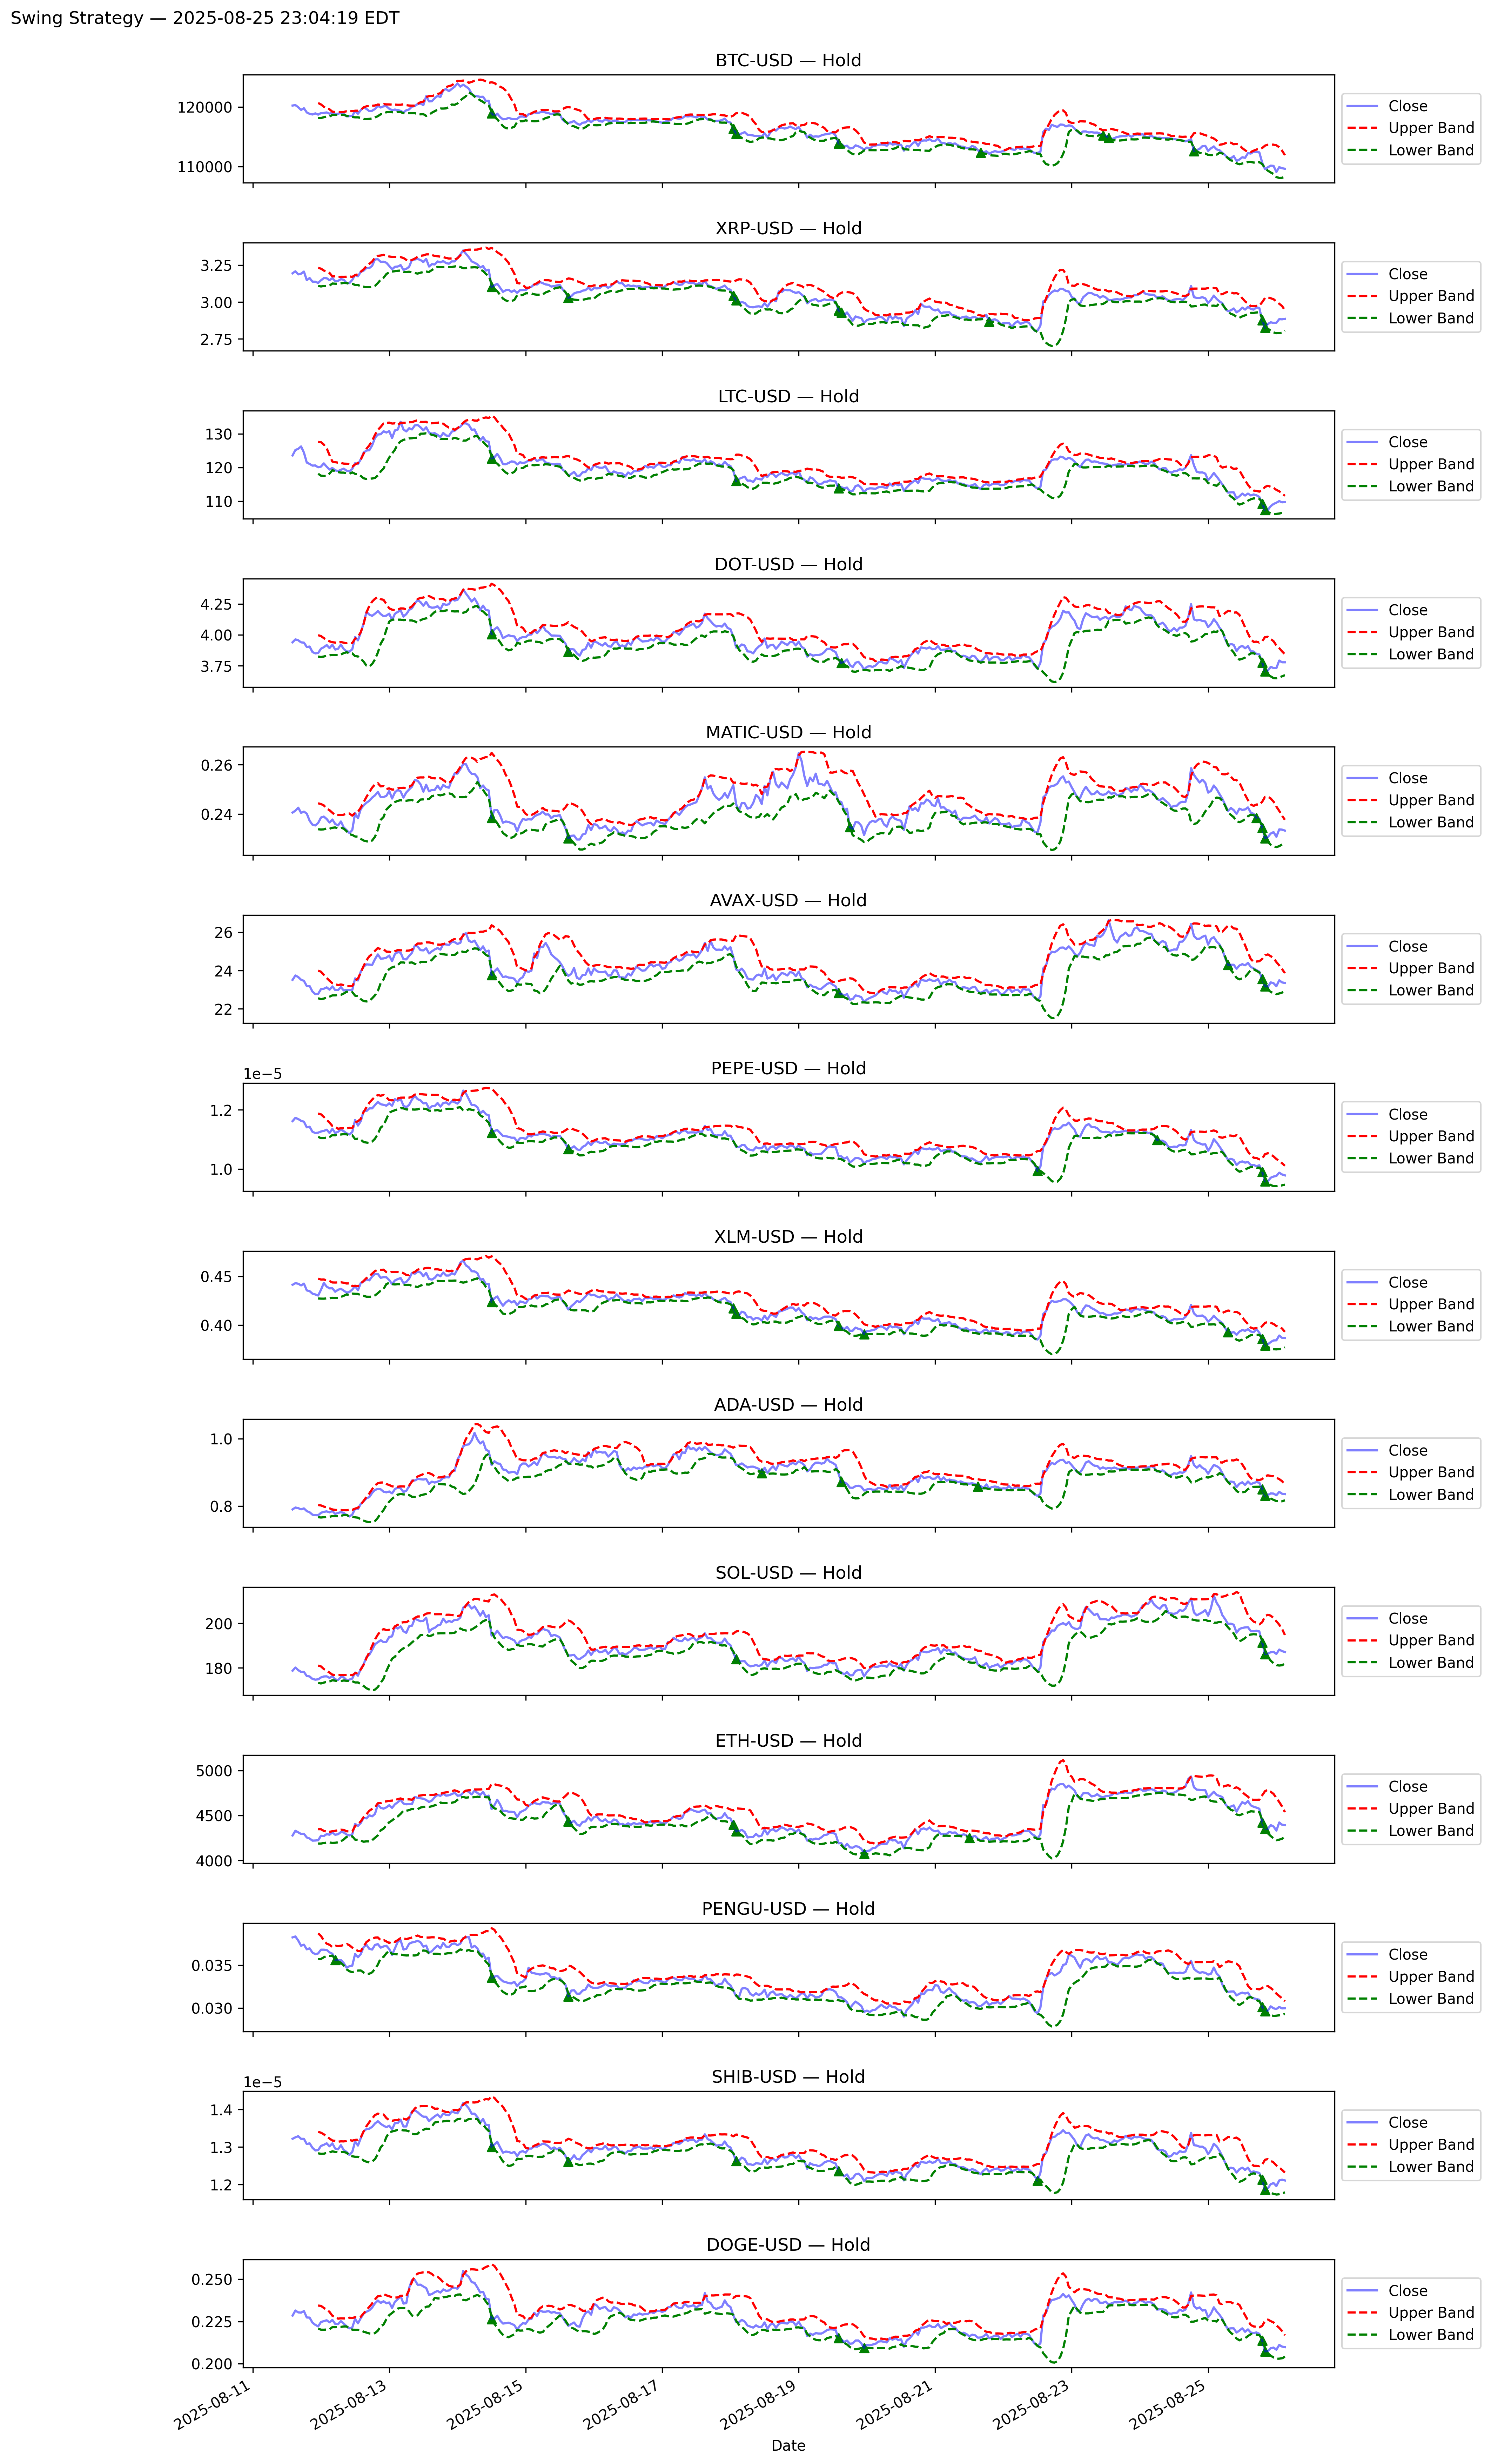 Swing Strategy — 2025-08-25 23:04:19 EDT
BTC-USD — Hold
120000
110000
Close
Upper Band
Lower Band
XRP-USD — Hold
3.25
3.00
2.75
Close
Upper Band
Lower Band
LTC-USD — Hold
130
120
110
Close
Upper Band
Lower Band
DOT-USD — Hold
4.25
4.00
3.75
Close
Upper Band
Lower Band
MATIC-USD — Hold
0.26
0.24
Close
Upper Band
Lower Band
AVAX-USD — Hold
26
24
22
Close
Upper Band
Lower Band
PEPE-USD — Hold
1e−5
1.2
1.0
Close
Upper Band
Lower Band
XLM-USD — Hold
0.45
0.40
Close
Upper Band
Lower Band
ADA-USD — Hold
1.0
0.8
Close
Upper Band
Lower Band
SOL-USD — Hold
200
180
Close
Upper Band
Lower Band
ETH-USD — Hold
5000
4500
4000
Close
Upper Band
Lower Band
PENGU-USD — Hold
0.035
0.030
Close
Upper Band
Lower Band
SHIB-USD — Hold
1e−5
1.4
1.3
1.2
Close
Upper Band
Lower Band
DOGE-USD — Hold
0.250
0.225
0.200
Close
Upper Band
Lower Band
2025-08-11
2025-08-13
2025-08-15
2025-08-17
2025-08-19
2025-08-21
2025-08-23
2025-08-25
Date